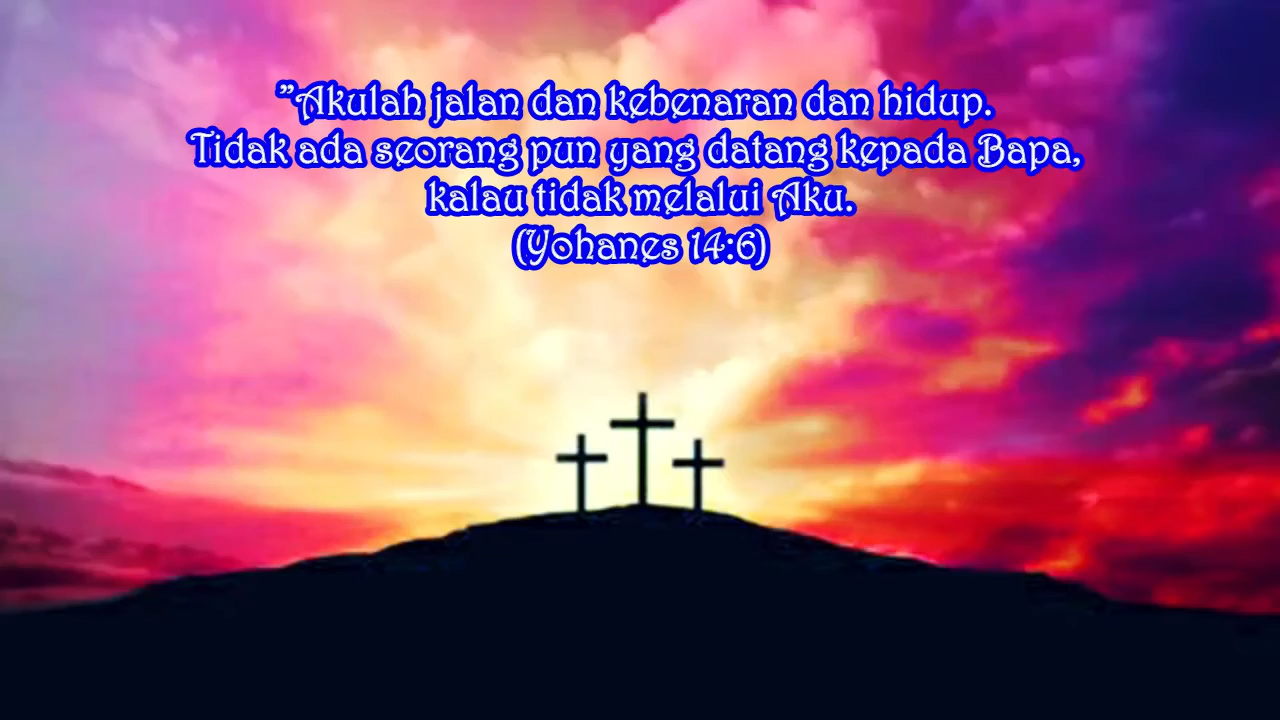 "Akulah jalan dan kebenaran dan hidup.
Tidak ada seorang pun yang datang kepada Bapa,
kalau tidak melalui Aku.
(Yohanes 14:6)